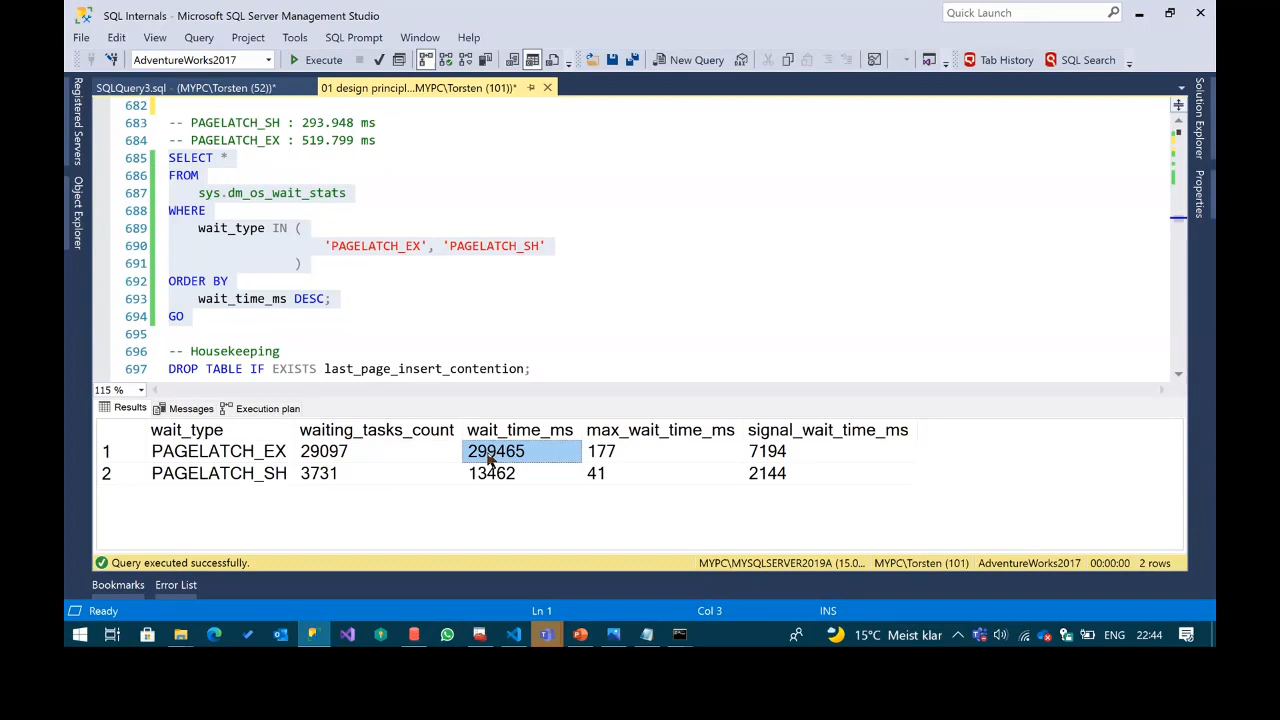 SQL Internals - Microsoft SQL Server Management Studio
Quick Launch
File Edit View Query Project Tools SQL Prompt Window Help
AdventureWorks2017 Execute New Query Tab History SQL Search
SQLQuery3.sql - (MYPC\Torsten (52))* 01 design principl...MYPC\Torsten (101))*
Registered Servers
Object Explorer
Solution Explorer
Properties
682
683 -- PAGELATCH_SH : 293.948 ms
684 -- PAGELATCH_EX : 519.799 ms
685 SELECT *
686 FROM
687 sys.dm_os_wait_stats
688 WHERE
689 wait_type IN (
690 'PAGELATCH_EX', 'PAGELATCH_SH'
691 )
692 ORDER BY
693 wait_time_ms DESC;
694 GO
695
696 -- Housekeeping
697 DROP TABLE IF EXISTS last_page_insert_contention;
115 %
Results Messages Execution plan
wait_type waiting_tasks_count wait_time_ms max_wait_time_ms signal_wait_time_ms
1 PAGELATCH_EX 29097 299465 177 7194
2 PAGELATCH_SH 3731 13462 41 2144
Query executed successfully. MYPC\MYSQLSERVER2019A (15.0... MYPC\Torsten (101) AdventureWorks2017 00:00:00 2 rows
Bookmarks Error List
Ready Ln 1 Col 3 INS
15°C Meist klar ENG 22:44